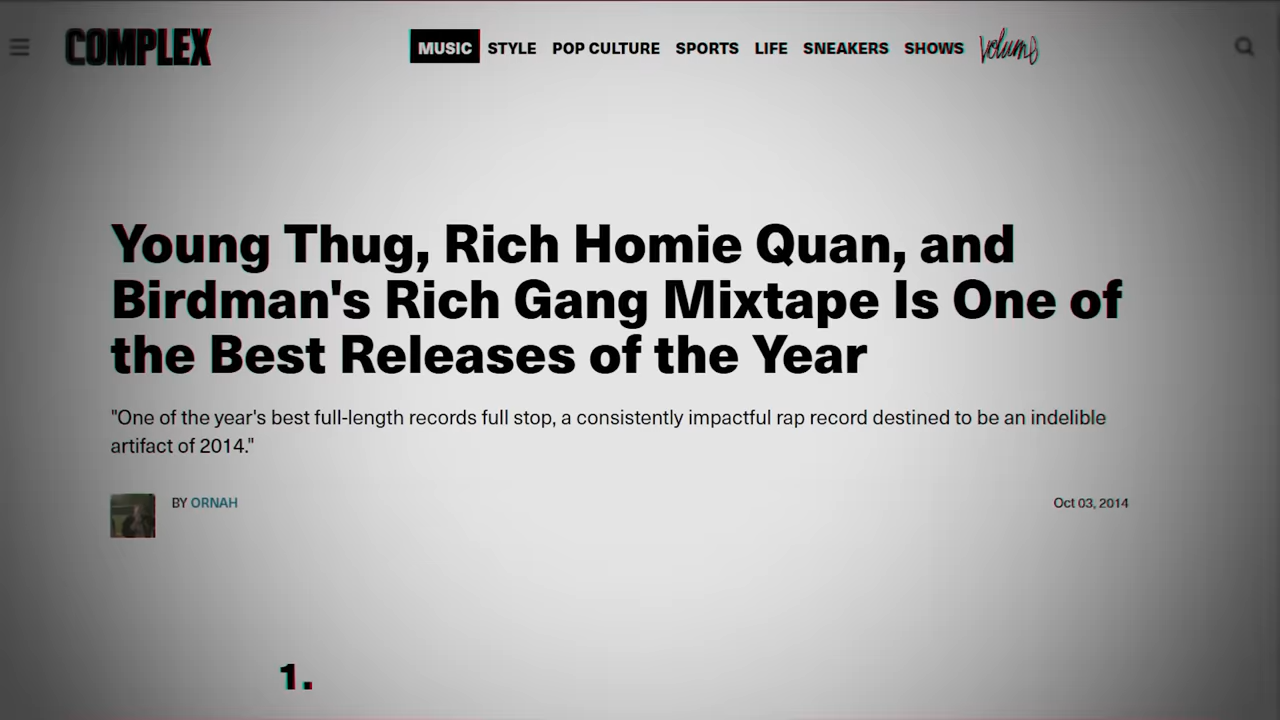 COMPLEX
MUSIC STYLE POP CULTURE SPORTS LIFE SNEAKERS SHOWS Volume
Young Thug, Rich Homie Quan, and
Birdman's Rich Gang Mixtape Is One of
the Best Releases of the Year
"One of the year's best full-length records full stop, a consistently impactful rap record destined to be an indelible
artifact of 2014."
BY ORNAH
Oct 03, 2014
1.